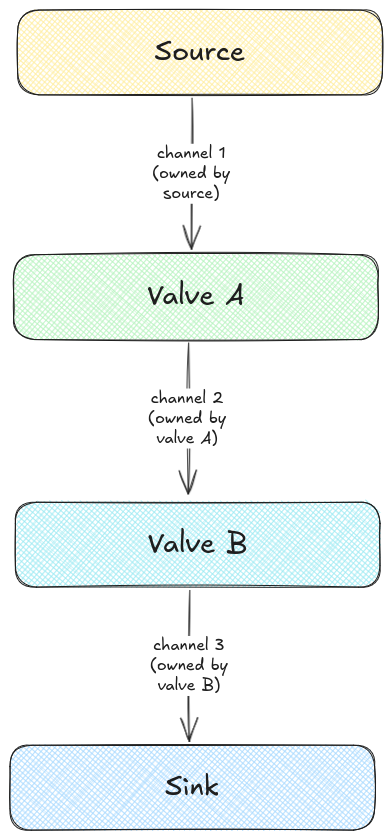 Source
channel 1
(owned by
source)
Valve A
channel 2
(owned by
valve A)
Valve B
channel 3
(owned by
valve B)
Sink